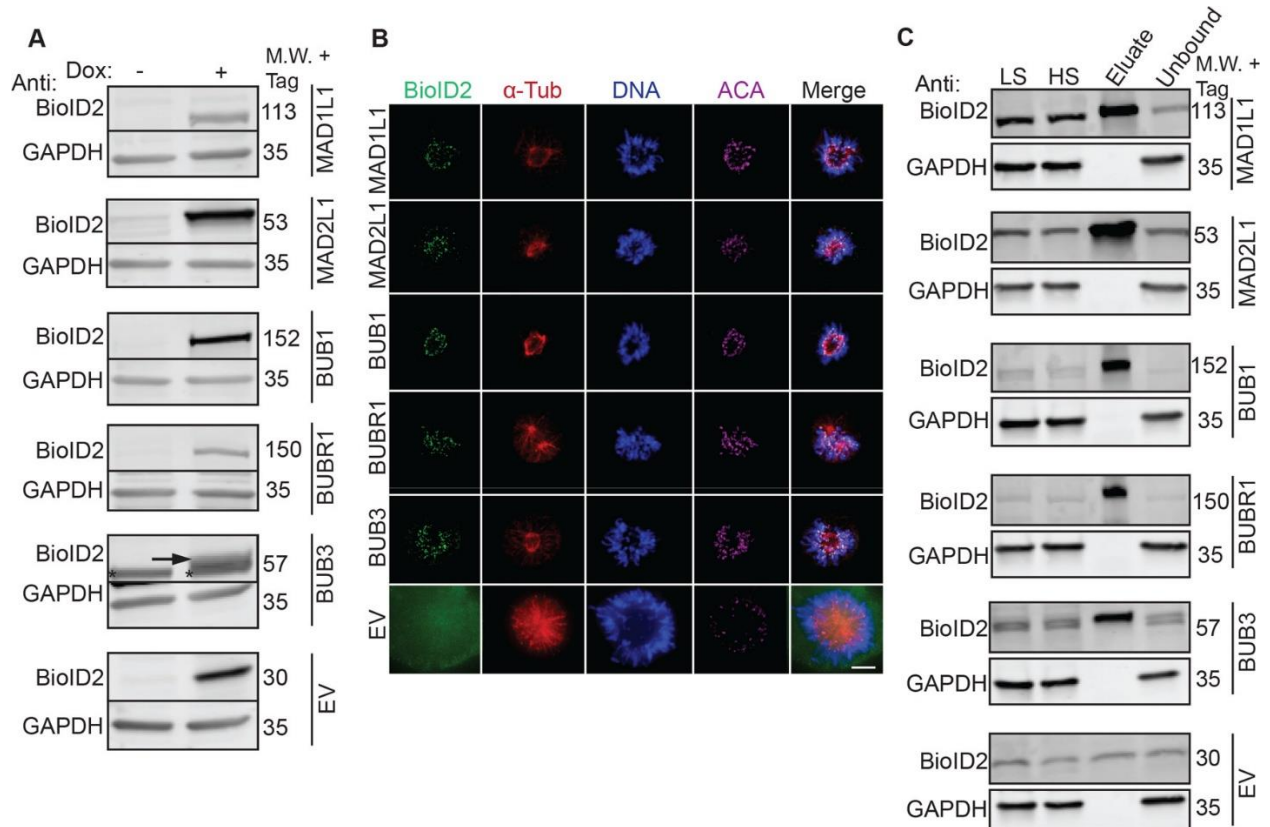 A
Dox: - + M.W. +
Anti: Tag
BioID2 113
GAPDH 35
MAD1L1
BioID2 53
GAPDH 35
MAD2L1
BioID2 152
GAPDH 35
BUB1
BioID2 150
GAPDH 35
BUBR1
BioID2 57
* *
GAPDH 35
BUB3
BioID2 30
GAPDH 35
EV
B
BioID2 α-Tub DNA ACA Merge
MAD1L1
MAD2L1
BUB1
BUBR1
BUB3
EV
C
Anti: LS HS Eluate Unbound M.W. +
Tag
BioID2 113
GAPDH 35
MAD1L1
BioID2 53
GAPDH 35
MAD2L1
BioID2 152
GAPDH 35
BUB1
BioID2 150
GAPDH 35
BUBR1
BioID2 57
GAPDH 35
BUB3
BioID2 30
GAPDH 35
EV